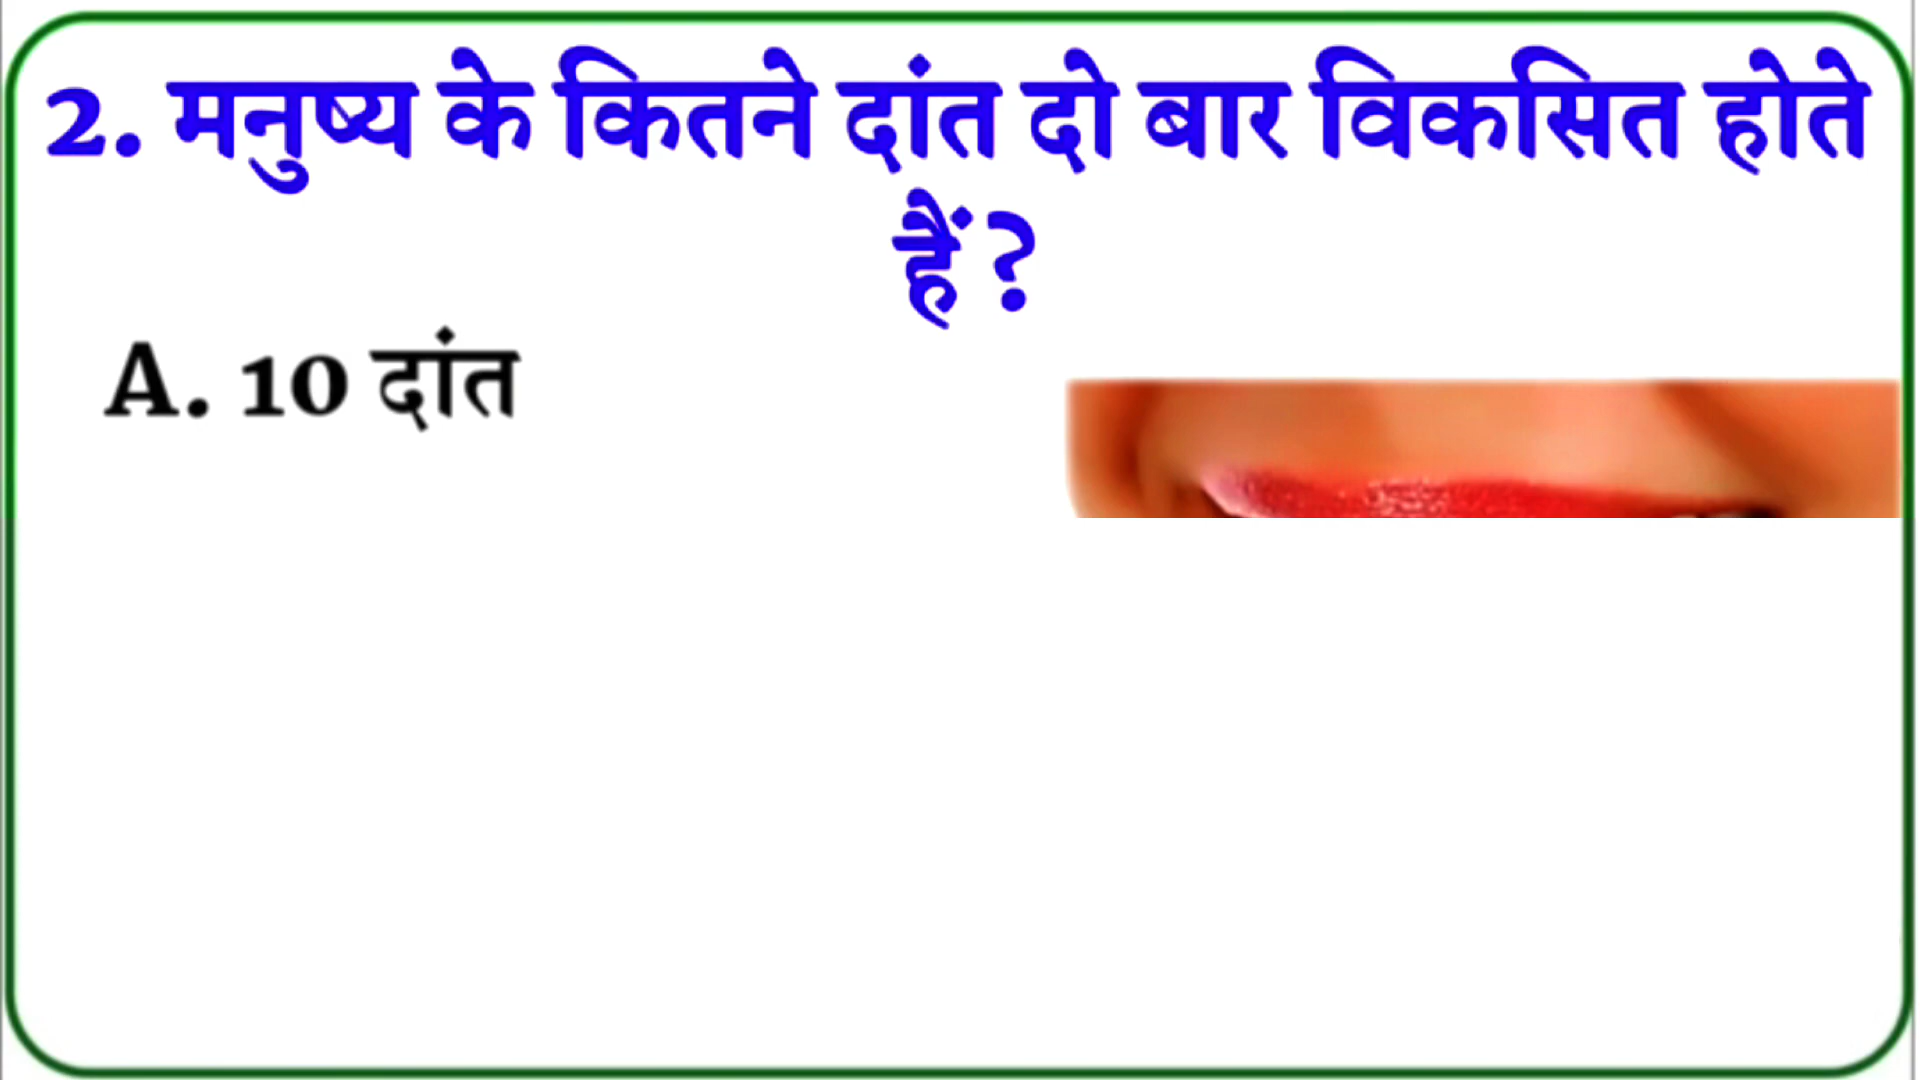 2. मनुष्य के कितने दांत दो बार विकसित होते
हैं ?
A. 10 दांत